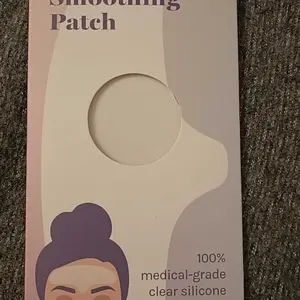 Smoothing
Patch
100%
medical-grade
clear silicone